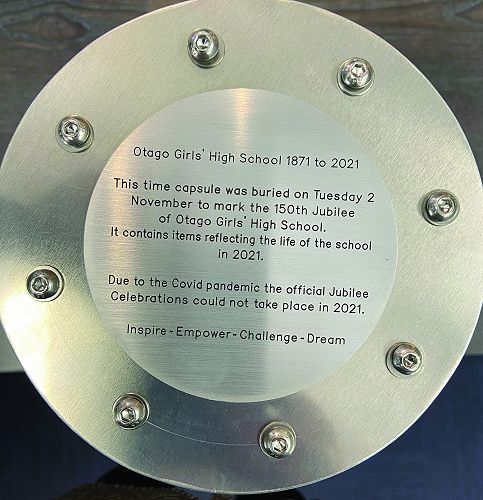 Otago Girls' High School 1871 to 2021
This time capsule was buried on Tuesday 2
November to mark the 150th Jubilee
of Otago Girls' High School.
It contains items reflecting the life of the school
in 2021.
Due to the Covid pandemic the official Jubilee
Celebrations could not take place in 2021.
Inspire ~ Empower ~ Challenge ~ Dream